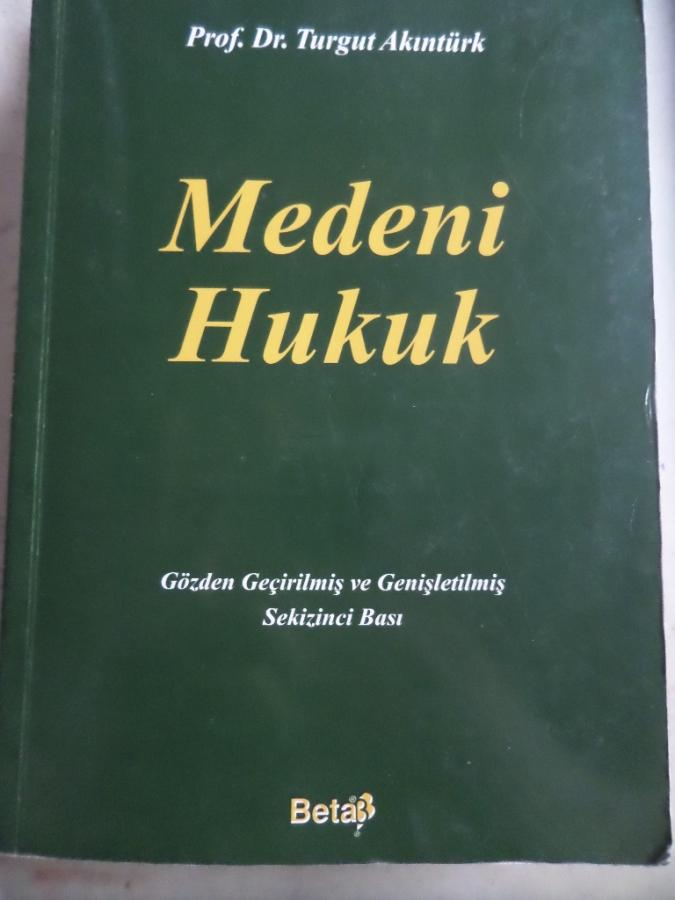 Prof. Dr. Turgut Akıntürk
Medeni
Hukuk
Gözden Geçirilmiş ve Genişletilmiş
Sekizinci Bası
Beta